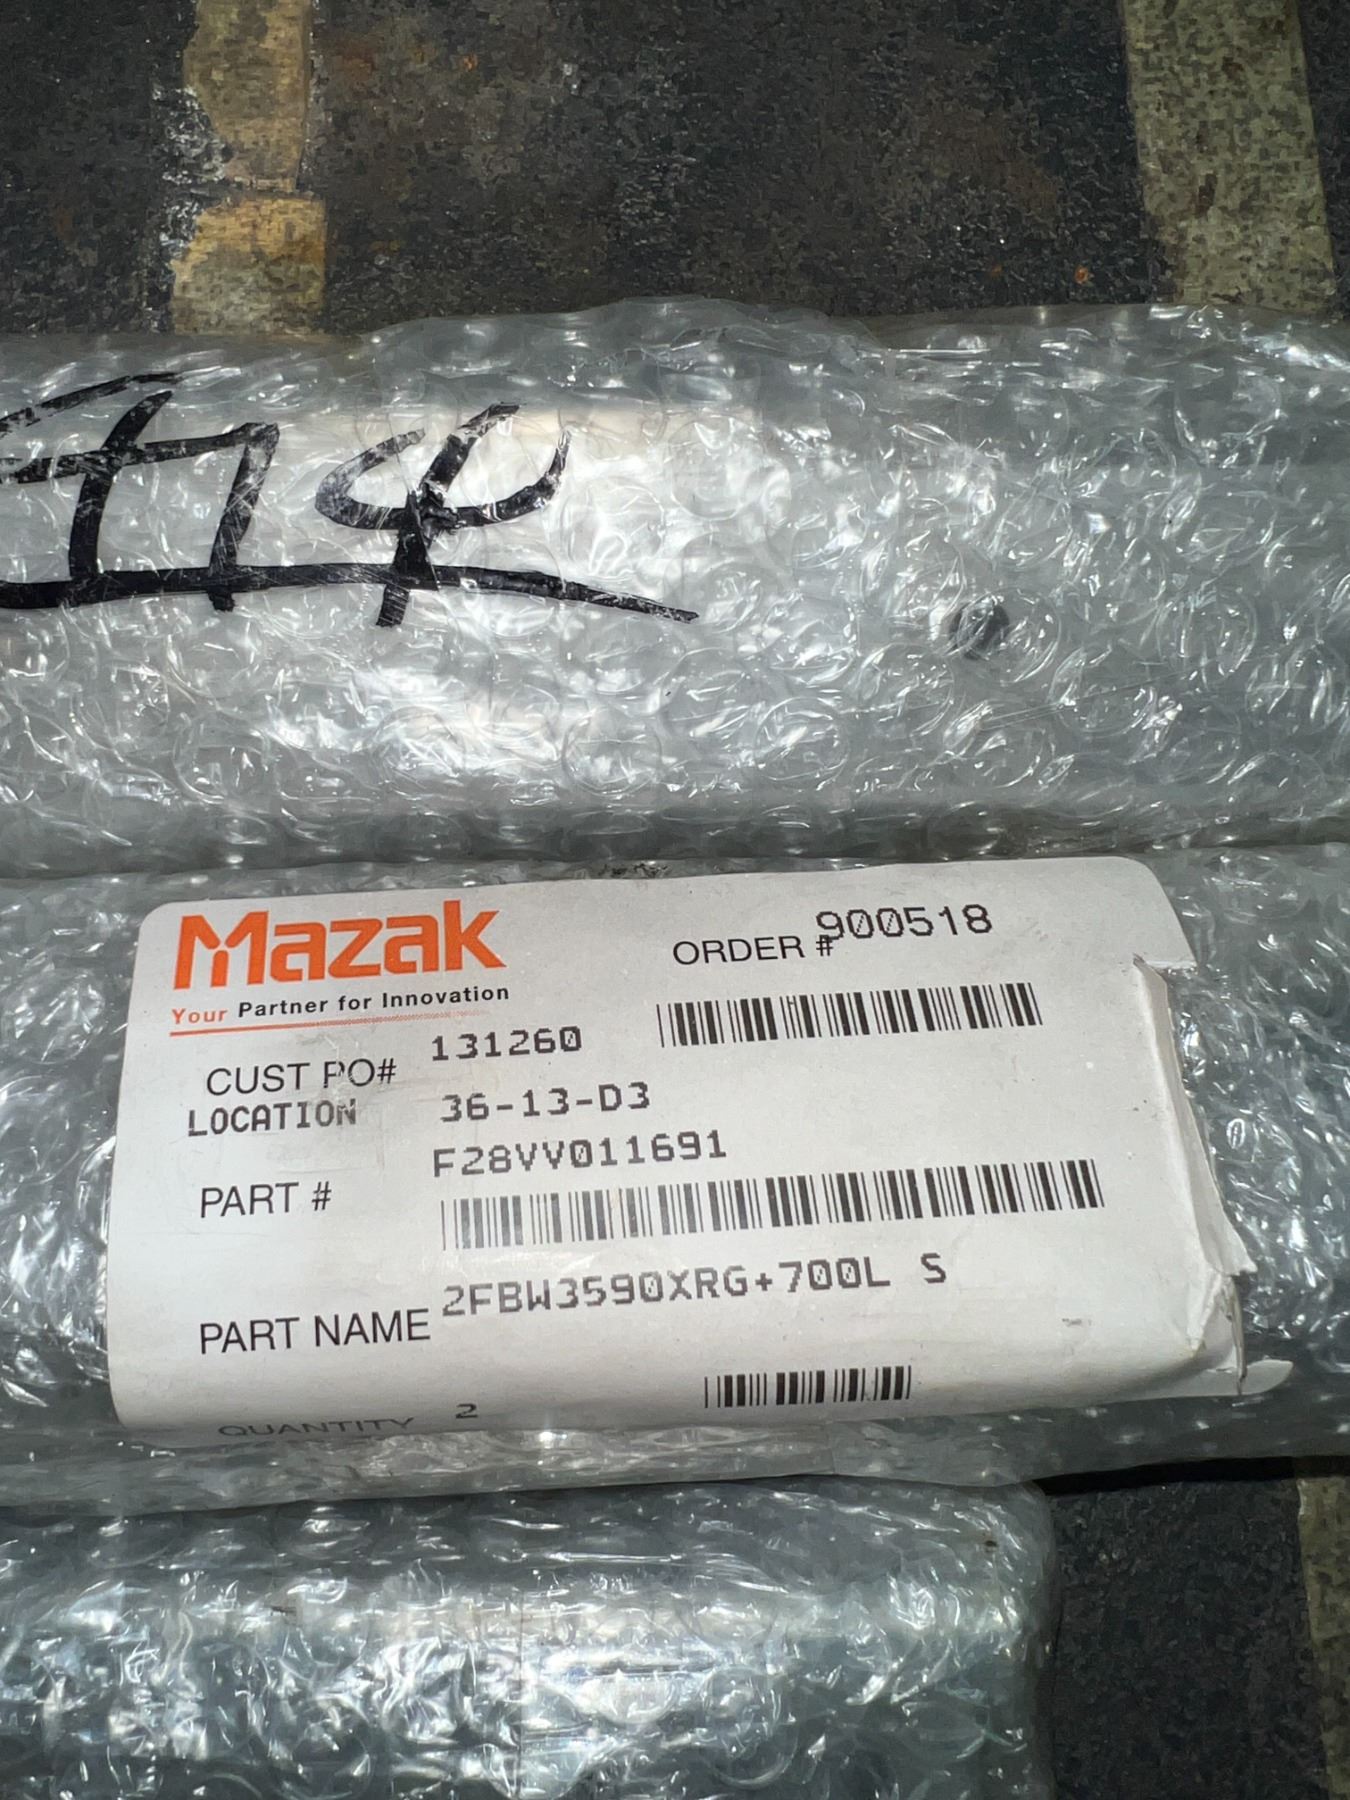 Mazak
Your Partner for Innovation
ORDER # 900518
CUST PO# 131260
LOCATION 36-13-D3
PART # F28VV011691
PART NAME 2FBW3590XRG+700L S
QUANTITY 2